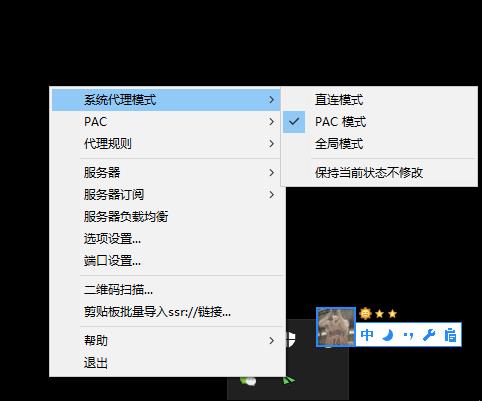 系统代理模式
PAC
代理规则
服务器
服务器订阅
服务器负载均衡
选项设置...
端口设置...
二维码扫描...
剪贴板批量导入ssr://链接...
帮助
退出
直连模式
PAC 模式
全局模式
保持当前状态不修改
中